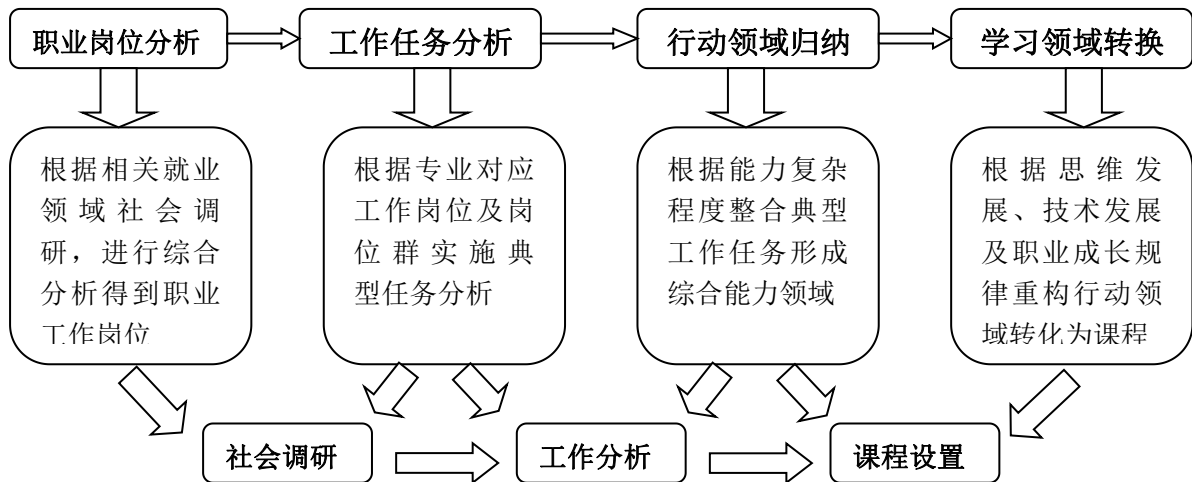 职业岗位分析
工作任务分析
行动领域归纳
学习领域转换
根据相关就业
领域社会调
研，进行综合
分析得到职业
工作岗位
根据专业对应
工作岗位及岗
位群实施典
型任务分析
根据能力复杂
程度整合典型
工作任务形成
综合能力领域
根据思维发
展、技术发展
及职业成长规
律重构行动领
域转化为课程
社会调研
工作分析
课程设置